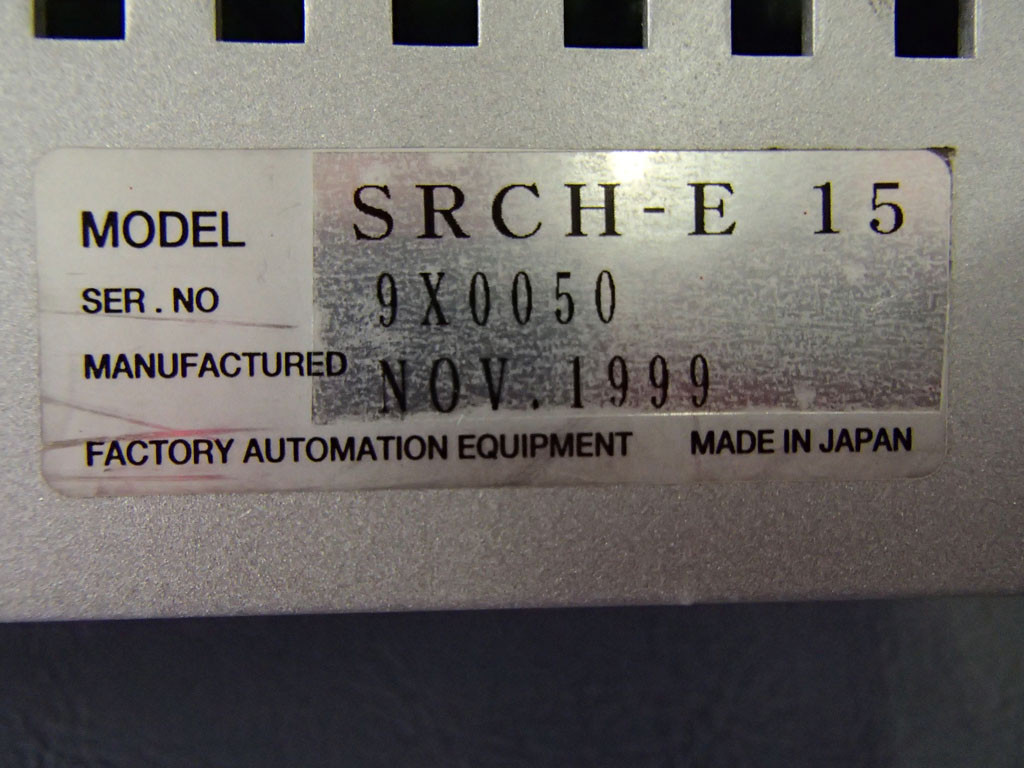 MODEL SRCH-E 15
SER. NO 9X0050
MANUFACTURED NOV. 1999
FACTORY AUTOMATION EQUIPMENT MADE IN JAPAN